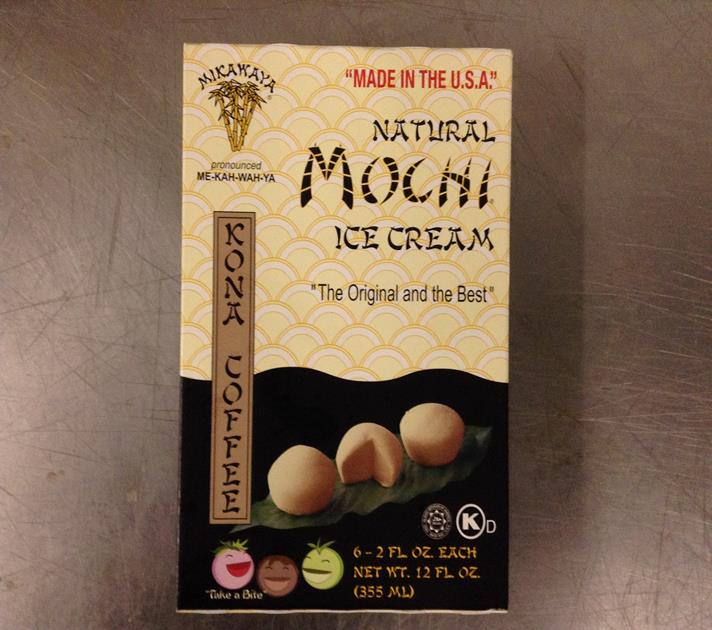 MIKAWAYA
pronounced
ME-KAH-WAH-YA
"MADE IN THE U.S.A."
NATURAL
MOCHI
ICE CREAM
"The Original and the Best"
KONA COFFEE
K D
6 - 2 FL. OZ. EACH
NET WT. 12 FL. OZ.
(355 ML)
"Take a Bite"